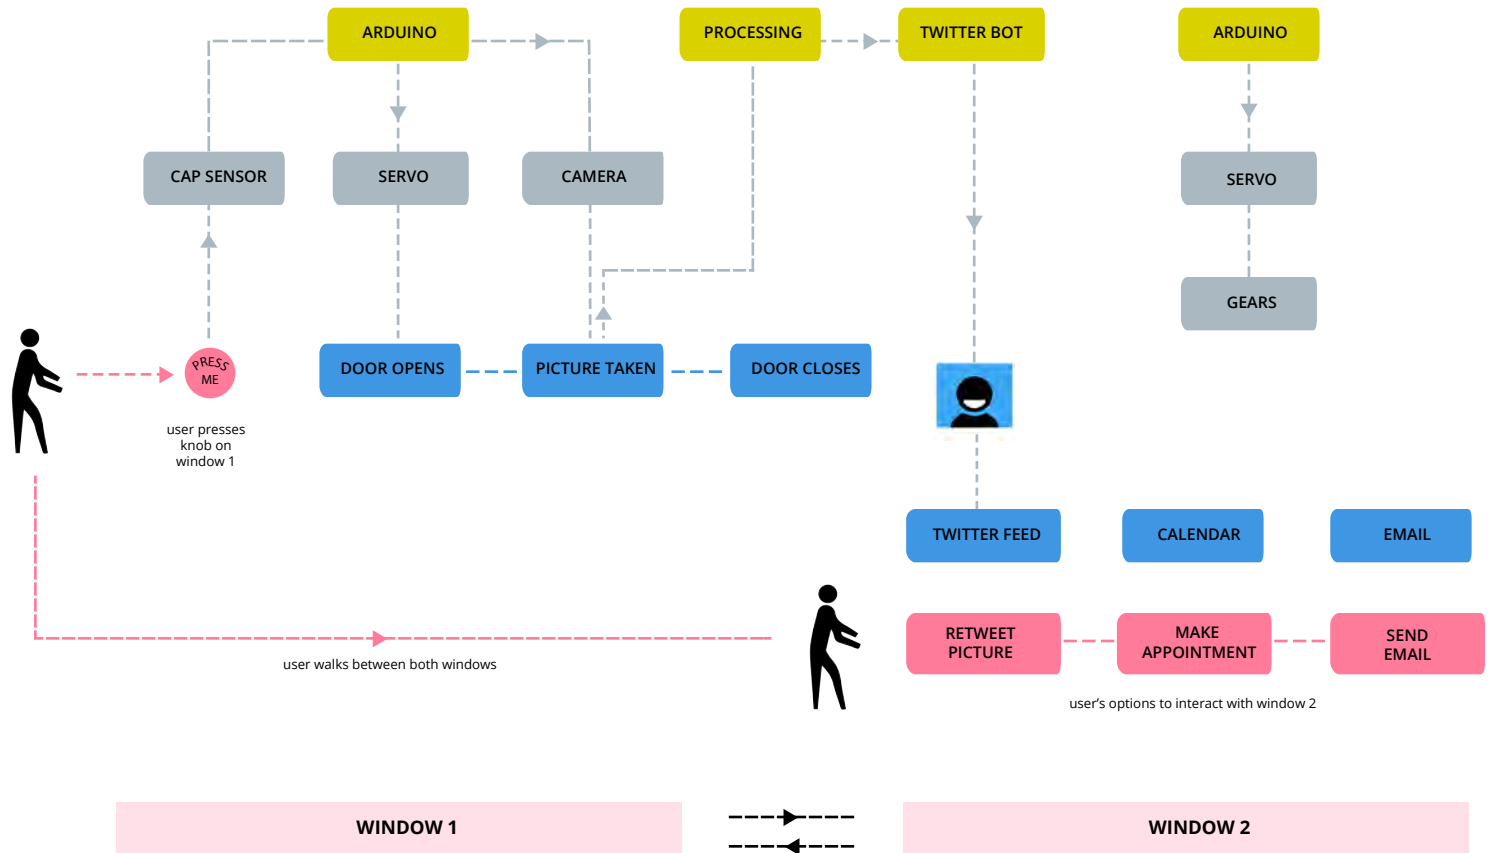 ARDUINO
PROCESSING
TWITTER BOT
ARDUINO
CAP SENSOR
SERVO
CAMERA
SERVO
GEARS
PRESS
ME
DOOR OPENS
PICTURE TAKEN
DOOR CLOSES
user presses
knob on
window 1
TWITTER FEED
CALENDAR
EMAIL
RETWEET
PICTURE
MAKE
APPOINTMENT
SEND
EMAIL
user walks between both windows
user’s options to interact with window 2
WINDOW 1
WINDOW 2